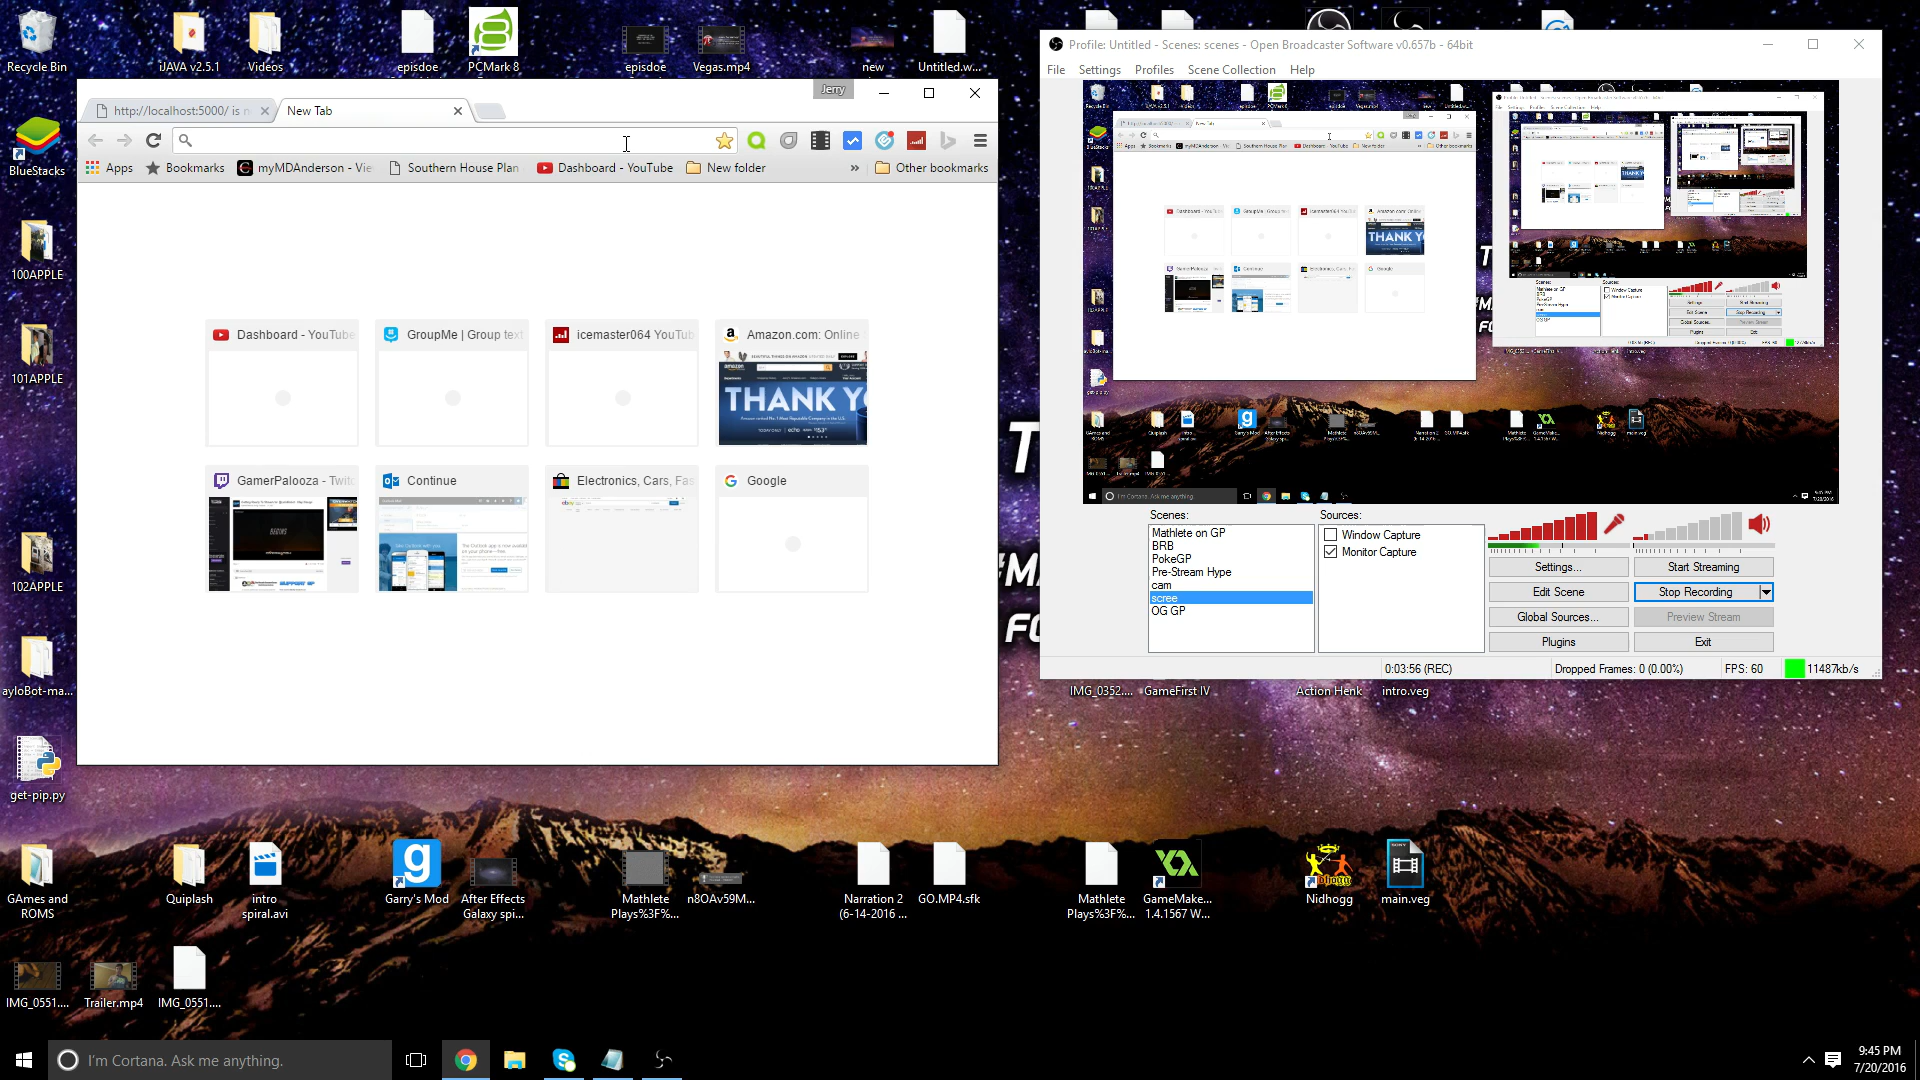 Recycle Bin
iJAVA v2.5.1
Videos
episdoe
PCMark 8
episdoe
Vegas.mp4
new
Untitled.w...
BlueStacks
100APPLE
101APPLE
102APPLE
ayloBot-ma...
get-pip.py
Jerry
http://localhost:5000/ is n
New Tab
Apps
Bookmarks
myMDAnderson - Vie
Southern House Plan
Dashboard - YouTube
New folder
»
Other bookmarks
Dashboard - YouTube
GroupMe | Group text
icemaster064 YouTub
Amazon.com: Online
amazon
THANK Y
GamerPalooza - Twitc
Continue
Electronics, Cars, Fas
Google
BEGINS
Profile: Untitled - Scenes: scenes - Open Broadcaster Software v0.657b - 64bit
File
Settings
Profiles
Scene Collection
Help
Scenes:
Sources:
Mathlete on GP
BRB
PokeGP
Pre-Stream Hype
cam
scree
OG GP
Window Capture
Monitor Capture
Settings...
Start Streaming
Edit Scene
Stop Recording
Global Sources...
Preview Stream
Plugins
Exit
0:03:56 (REC)
Dropped Frames: 0 (0.00%)
FPS: 60
11487kb/s
IMG_0352....
GameFirst IV
Action Henk
intro.veg
GAmes and ROMS
Quiplash
intro spiral.avi
Garry's Mod
After Effects Galaxy spi...
Mathlete Plays%3F%...
n8OAv59M...
Narration 2 (6-14-2016 ...
GO.MP4.sfk
Mathlete Plays%3F%...
GameMake... 1.4.1567 W...
Nidhogg
main.veg
IMG_0551....
Trailer.mp4
IMG_0551....
I'm Cortana. Ask me anything.
9:45 PM
7/20/2016